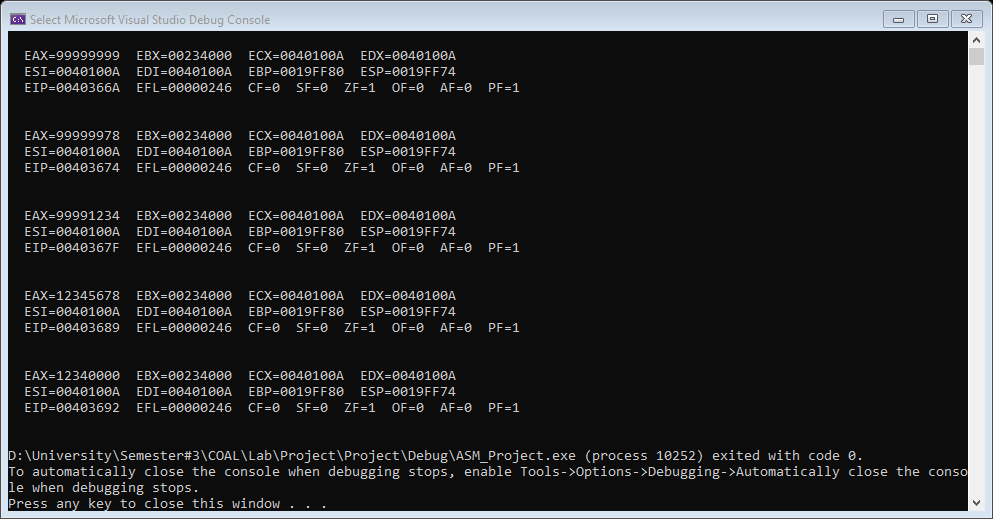 Select Microsoft Visual Studio Debug Console
EAX=99999999  EBX=00234000  ECX=0040100A  EDX=0040100A
ESI=0040100A  EDI=0040100A  EBP=0019FF80  ESP=0019FF74
EIP=0040366A  EFL=00000246  CF=0  SF=0  ZF=1  OF=0  AF=0  PF=1
EAX=99999978  EBX=00234000  ECX=0040100A  EDX=0040100A
ESI=0040100A  EDI=0040100A  EBP=0019FF80  ESP=0019FF74
EIP=00403674  EFL=00000246  CF=0  SF=0  ZF=1  OF=0  AF=0  PF=1
EAX=99991234  EBX=00234000  ECX=0040100A  EDX=0040100A
ESI=0040100A  EDI=0040100A  EBP=0019FF80  ESP=0019FF74
EIP=0040367F  EFL=00000246  CF=0  SF=0  ZF=1  OF=0  AF=0  PF=1
EAX=12345678  EBX=00234000  ECX=0040100A  EDX=0040100A
ESI=0040100A  EDI=0040100A  EBP=0019FF80  ESP=0019FF74
EIP=00403689  EFL=00000246  CF=0  SF=0  ZF=1  OF=0  AF=0  PF=1
EAX=12340000  EBX=00234000  ECX=0040100A  EDX=0040100A
ESI=0040100A  EDI=0040100A  EBP=0019FF80  ESP=0019FF74
EIP=00403692  EFL=00000246  CF=0  SF=0  ZF=1  OF=0  AF=0  PF=1
D:\University\Semester#3\COAL\Lab\Project\Project\Debug\ASM_Project.exe (process 10252) exited with code 0.
To automatically close the console when debugging stops, enable Tools->Options->Debugging->Automatically close the conso
le when debugging stops.
Press any key to close this window . . .